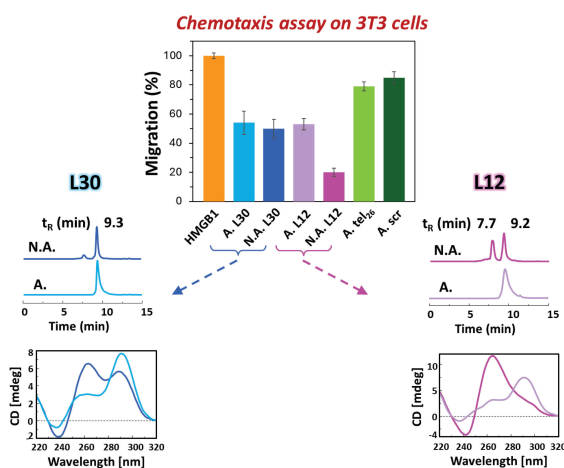 Chemotaxis assay on 3T3 cells
Migration (%)
100
80
60
40
20
0
HMGB1
A. L30
N.A. L30
A. L12
N.A. L12
A. tel₂₆
A. scr
L30
tR (min) 9.3
N.A.
A.
0 5 10 15
Time (min)
CD [mdeg]
8
6
4
2
0
-2
220 240 260 280 300 320
Wavelength [nm]
L12
tR (min) 7.7 9.2
N.A.
A.
0 5 10 15
Time (min)
CD [mdeg]
10
5
0
-4
220 240 260 280 300 320
Wavelength [nm]